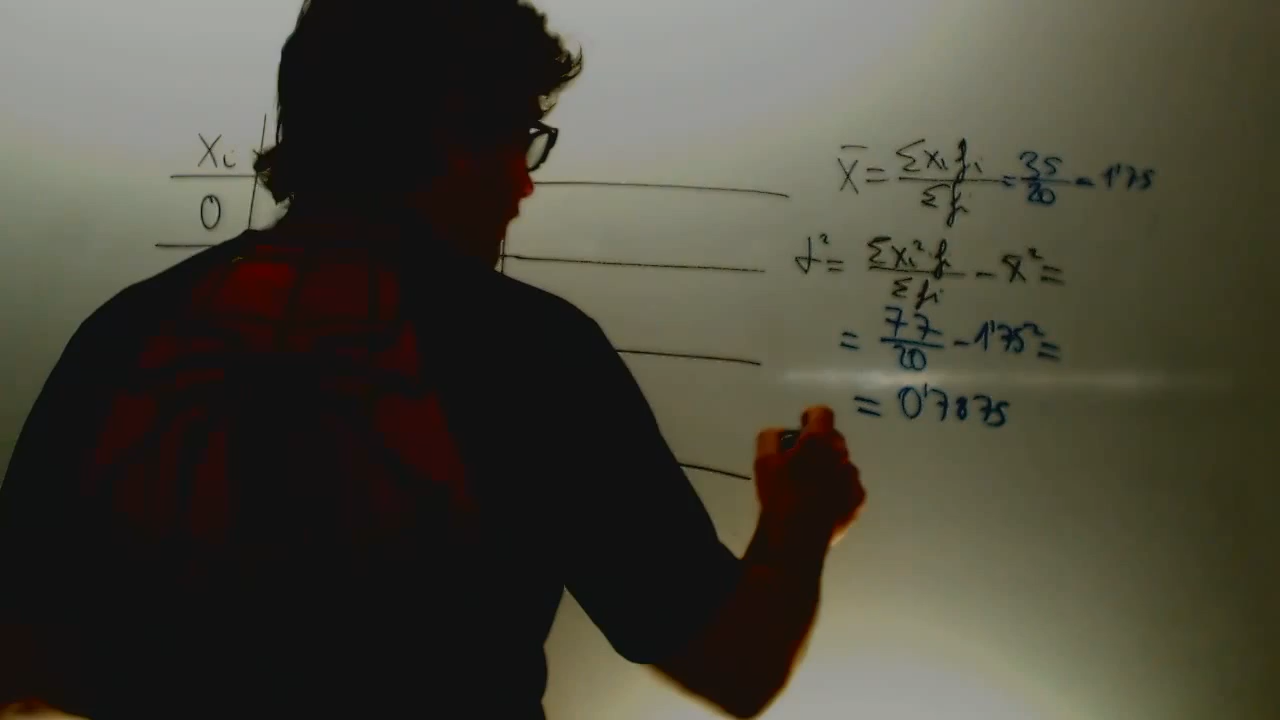 Xi
0
X̄ = Σxi fi / Σfi = 35/20 = 1'75
σ² = Σxi² fi / Σfi - x̄² =
= 77/20 - 1'75² =
= 0'7875